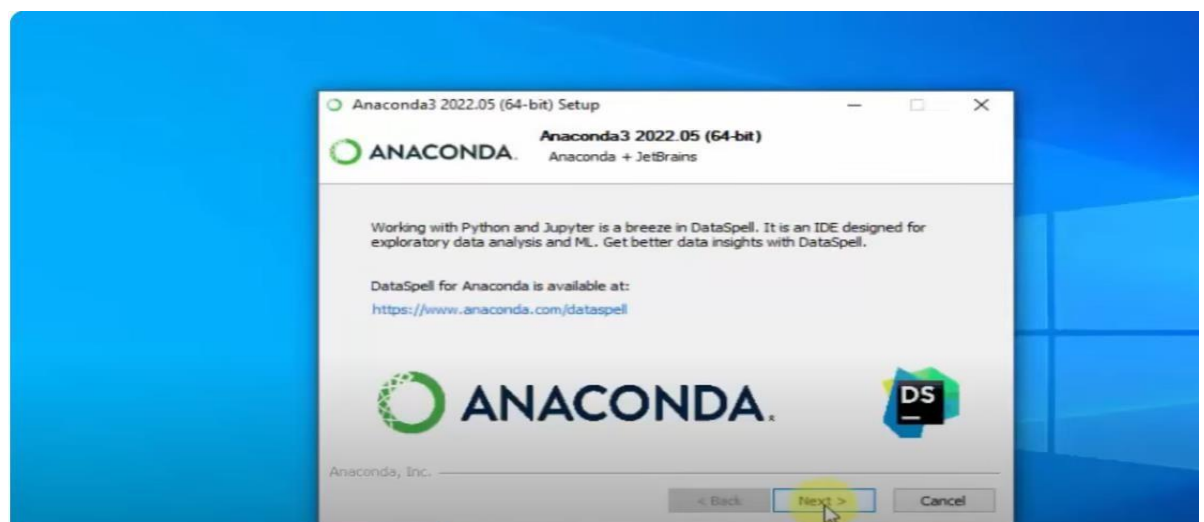 Anaconda3 2022.05 (64-bit) Setup
ANACONDA.
Anaconda3 2022.05 (64-bit)
Anaconda + JetBrains
Working with Python and Jupyter is a breeze in DataSpell. It is an IDE designed for
exploratory data analysis and ML. Get better data insights with DataSpell.
DataSpell for Anaconda is available at:
https://www.anaconda.com/dataspell
ANACONDA.
DS
Anaconda, Inc.
< Back Next > Cancel